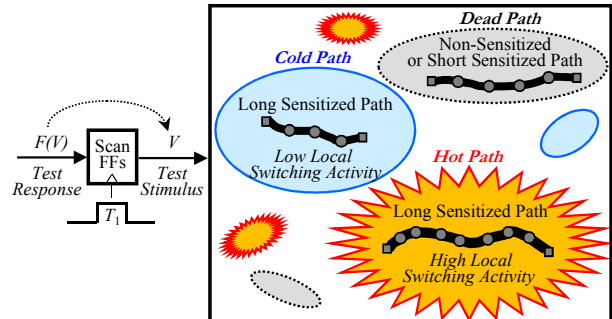 F(V)
Test
Response
Scan
FFs
T1
V
Test
Stimulus
Dead Path
Non-Sensitized
or Short Sensitized Path
Cold Path
Long Sensitized Path
Low Local
Switching Activity
Hot Path
Long Sensitized Path
High Local
Switching Activity